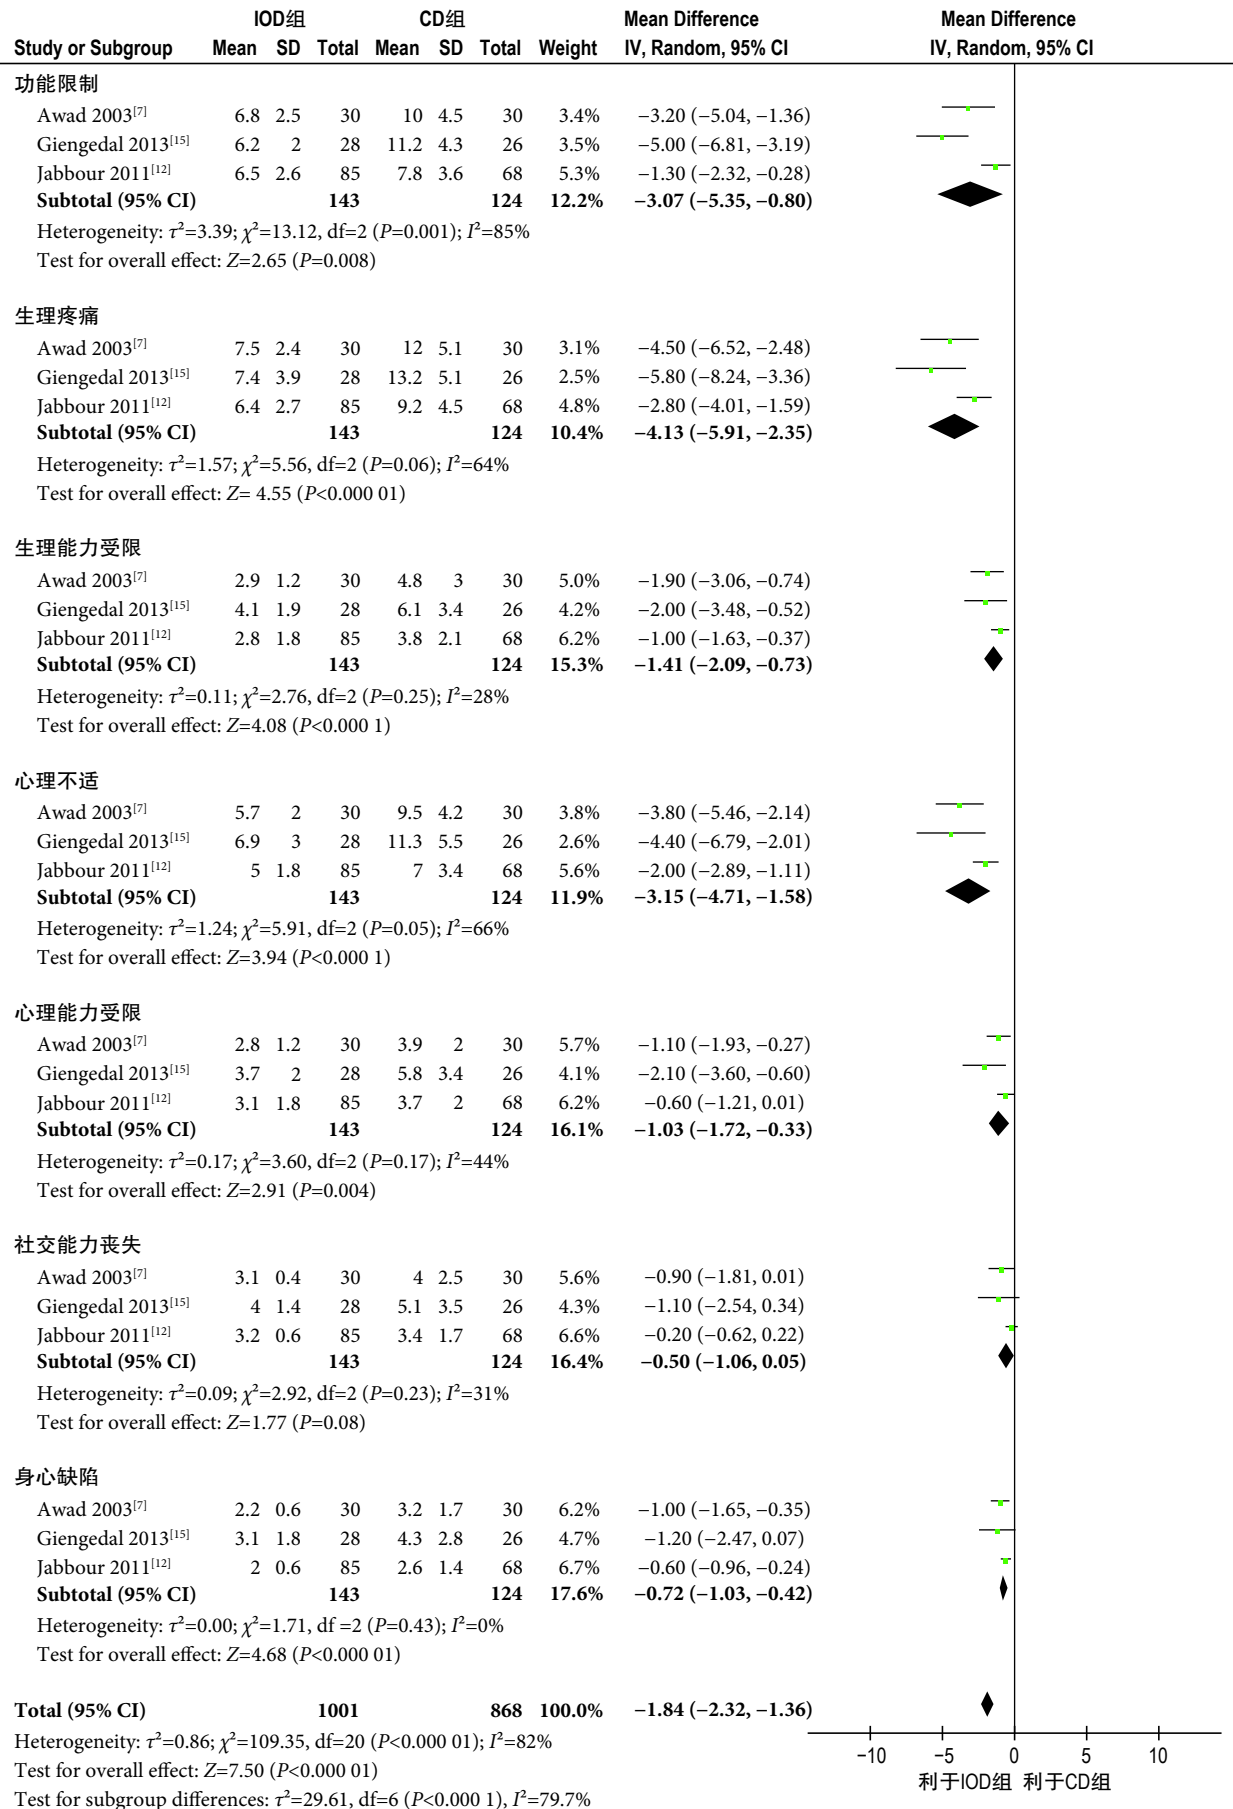 IOD组 CD组 Mean Difference Mean Difference
Study or Subgroup Mean SD Total Mean SD Total Weight IV, Random, 95% CI IV, Random, 95% CI
功能限制
Awad 2003[7] 6.8 2.5 30 10 4.5 30 3.4% −3.20 (−5.04, −1.36)
Giengedal 2013[15] 6.2 2 28 11.2 4.3 26 3.5% −5.00 (−6.81, −3.19)
Jabbour 2011[12] 6.5 2.6 85 7.8 3.6 68 5.3% −1.30 (−2.32, −0.28)
Subtotal (95% CI) 143 124 12.2% −3.07 (−5.35, −0.80)
Heterogeneity: τ²=3.39; χ²=13.12, df=2 (P=0.001); I²=85%
Test for overall effect: Z=2.65 (P=0.008)
生理疼痛
Awad 2003[7] 7.5 2.4 30 12 5.1 30 3.1% −4.50 (−6.52, −2.48)
Giengedal 2013[15] 7.4 3.9 28 13.2 5.1 26 2.5% −5.80 (−8.24, −3.36)
Jabbour 2011[12] 6.4 2.7 85 9.2 4.5 68 4.8% −2.80 (−4.01, −1.59)
Subtotal (95% CI) 143 124 10.4% −4.13 (−5.91, −2.35)
Heterogeneity: τ²=1.57; χ²=5.56, df=2 (P=0.06); I²=64%
Test for overall effect: Z= 4.55 (P<0.000 01)
生理能力受限
Awad 2003[7] 2.9 1.2 30 4.8 3 30 5.0% −1.90 (−3.06, −0.74)
Giengedal 2013[15] 4.1 1.9 28 6.1 3.4 26 4.2% −2.00 (−3.48, −0.52)
Jabbour 2011[12] 2.8 1.8 85 3.8 2.1 68 6.2% −1.00 (−1.63, −0.37)
Subtotal (95% CI) 143 124 15.3% −1.41 (−2.09, −0.73)
Heterogeneity: τ²=0.11; χ²=2.76, df=2 (P=0.25); I²=28%
Test for overall effect: Z=4.08 (P<0.000 1)
心理不适
Awad 2003[7] 5.7 2 30 9.5 4.2 30 3.8% −3.80 (−5.46, −2.14)
Giengedal 2013[15] 6.9 3 28 11.3 5.5 26 2.6% −4.40 (−6.79, −2.01)
Jabbour 2011[12] 5 1.8 85 7 3.4 68 5.6% −2.00 (−2.89, −1.11)
Subtotal (95% CI) 143 124 11.9% −3.15 (−4.71, −1.58)
Heterogeneity: τ²=1.24; χ²=5.91, df=2 (P=0.05); I²=66%
Test for overall effect: Z=3.94 (P<0.000 1)
心理能力受限
Awad 2003[7] 2.8 1.2 30 3.9 2 30 5.7% −1.10 (−1.93, −0.27)
Giengedal 2013[15] 3.7 2 28 5.8 3.4 26 4.1% −2.10 (−3.60, −0.60)
Jabbour 2011[12] 3.1 1.8 85 3.7 2 68 6.2% −0.60 (−1.21, 0.01)
Subtotal (95% CI) 143 124 16.1% −1.03 (−1.72, −0.33)
Heterogeneity: τ²=0.17; χ²=3.60, df=2 (P=0.17); I²=44%
Test for overall effect: Z=2.91 (P=0.004)
社交能力丧失
Awad 2003[7] 3.1 0.4 30 4 2.5 30 5.6% −0.90 (−1.81, 0.01)
Giengedal 2013[15] 4 1.4 28 5.1 3.5 26 4.3% −1.10 (−2.54, 0.34)
Jabbour 2011[12] 3.2 0.6 85 3.4 1.7 68 6.6% −0.20 (−0.62, 0.22)
Subtotal (95% CI) 143 124 16.4% −0.50 (−1.06, 0.05)
Heterogeneity: τ²=0.09; χ²=2.92, df=2 (P=0.23); I²=31%
Test for overall effect: Z=1.77 (P=0.08)
身心缺陷
Awad 2003[7] 2.2 0.6 30 3.2 1.7 30 6.2% −1.00 (−1.65, −0.35)
Giengedal 2013[15] 3.1 1.8 28 4.3 2.8 26 4.7% −1.20 (−2.47, 0.07)
Jabbour 2011[12] 2 0.6 85 2.6 1.4 68 6.7% −0.60 (−0.96, −0.24)
Subtotal (95% CI) 143 124 17.6% −0.72 (−1.03, −0.42)
Heterogeneity: τ²=0.00; χ²=1.71, df =2 (P=0.43); I²=0%
Test for overall effect: Z=4.68 (P<0.000 01)
Total (95% CI) 1001 868 100.0% −1.84 (−2.32, −1.36)
Heterogeneity: τ²=0.86; χ²=109.35, df=20 (P<0.000 01); I²=82%
−10 −5 0 5 10
Test for overall effect: Z=7.50 (P<0.000 01)
利于IOD组 利于CD组
Test for subgroup differences: τ²=29.61, df=6 (P<0.000 1), I²=79.7%